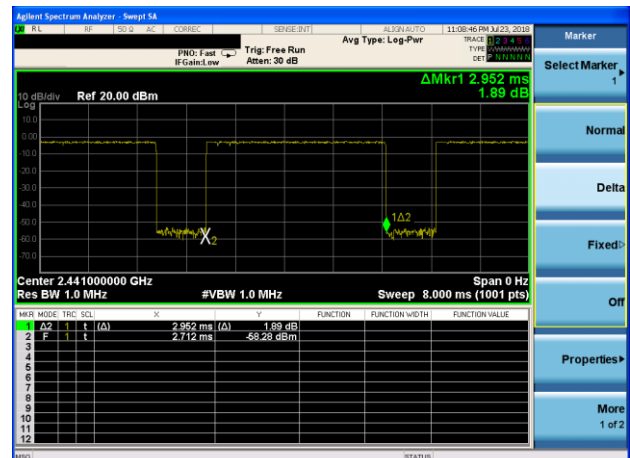 Agilent Spectrum Analyzer - Swept SA
RL RF 50 Ω AC CORREC SENSE:INT ALIGN AUTO 11:08:46 PM Jul 23, 2018
Marker
PNO: Fast Trig: Free Run Avg Type: Log-Pwr TRACE 1 2 3 4 5 6
TYPE
IFGain:Low Atten: 30 dB DET P N N N N N
Select Marker
1
ΔMkr1 2.952 ms
1.89 dB
10 dB/div Ref 20.00 dBm
Log
10.0
0.00
-10.0
-20.0
-30.0
-40.0
-50.0
-60.0
-70.0
1Δ2
X2
Normal
Delta
Fixed
Off
Properties
More
1 of 2
Center 2.441000000 GHz Span 0 Hz
Res BW 1.0 MHz #VBW 1.0 MHz Sweep 8.000 ms (1001 pts)
MKR MODE TRC SCL X Y FUNCTION FUNCTION WIDTH FUNCTION VALUE
1 Δ2 1 t (Δ) 2.952 ms (Δ) 1.89 dB
2 F 1 t 2.712 ms -58.28 dBm
3
4
5
6
7
8
9
10
11
12
MSG STATUS